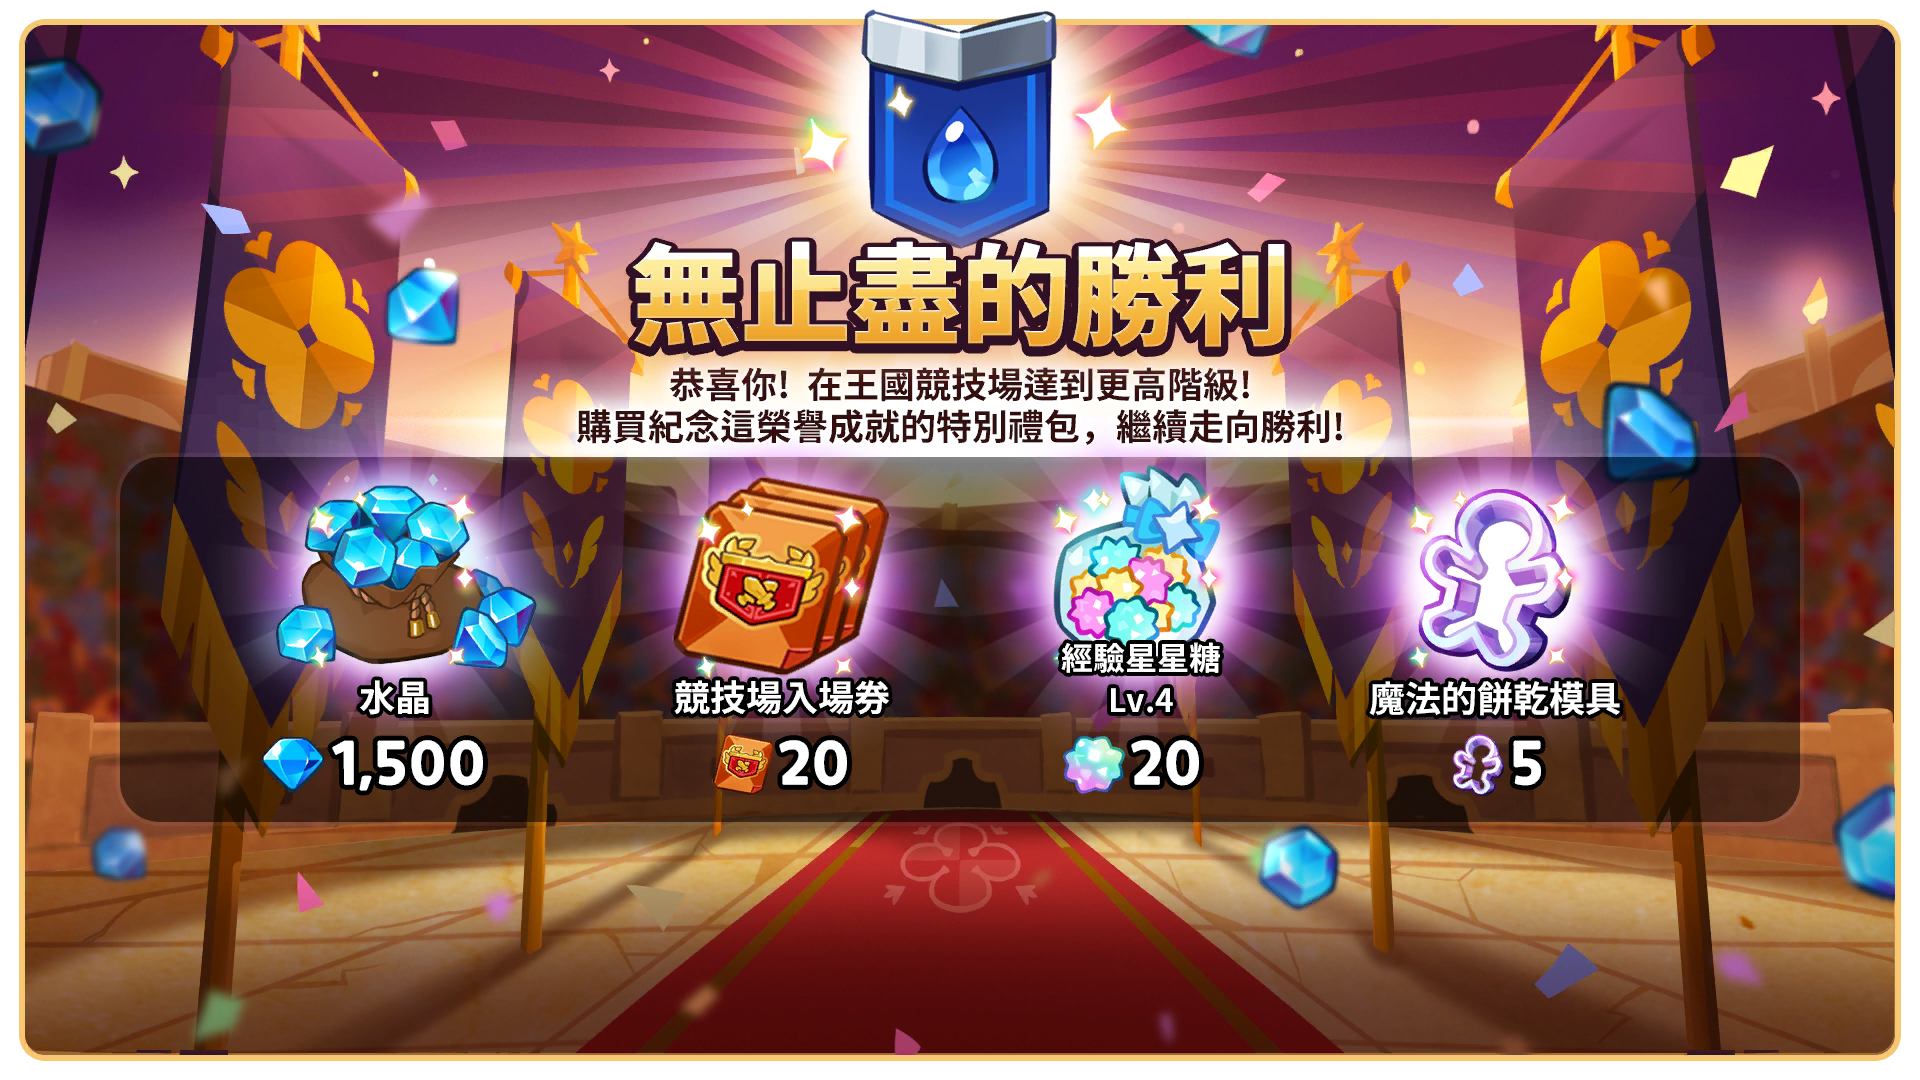 無止盡的勝利
恭喜你! 在王國競技場達到更高階級!
購買紀念這榮譽成就的特別禮包，繼續走向勝利!
水晶
1,500
競技場入場券
20
經驗星星糖
Lv.4
20
魔法的餅乾模具
5